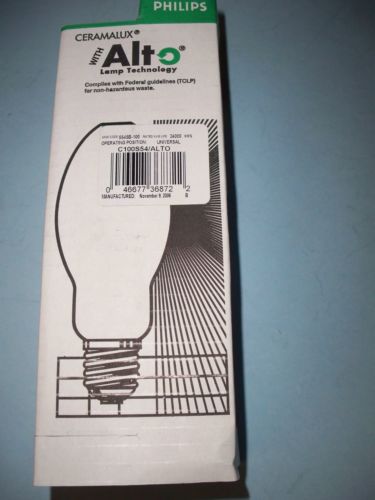 PHILIPS
CERAMALUX®
WITH Alto®
Lamp Technology
Complies with Federal guidelines (TCLP)
for non-hazardous waste.
OPERATING POSITION UNIVERSAL
C100S54/ALTO
0 46677 36872 2
MANUFACTURED: November 9, 2006